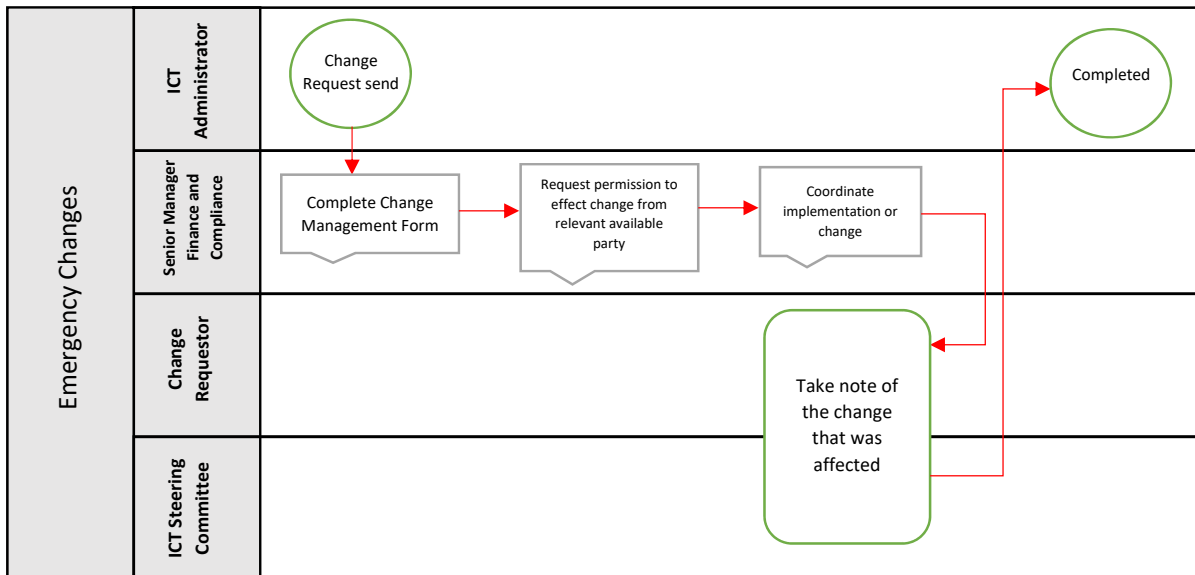 Emergency Changes
ICT
Administrator
Change
Request send
Completed
Senior Manager
Finance and
Compliance
Complete Change
Management Form
Request permission to
effect change from
relevant available
party
Coordinate
implementation or
change
Change
Requestor
Take note of
the change
that was
affected
ICT Steering
Committee